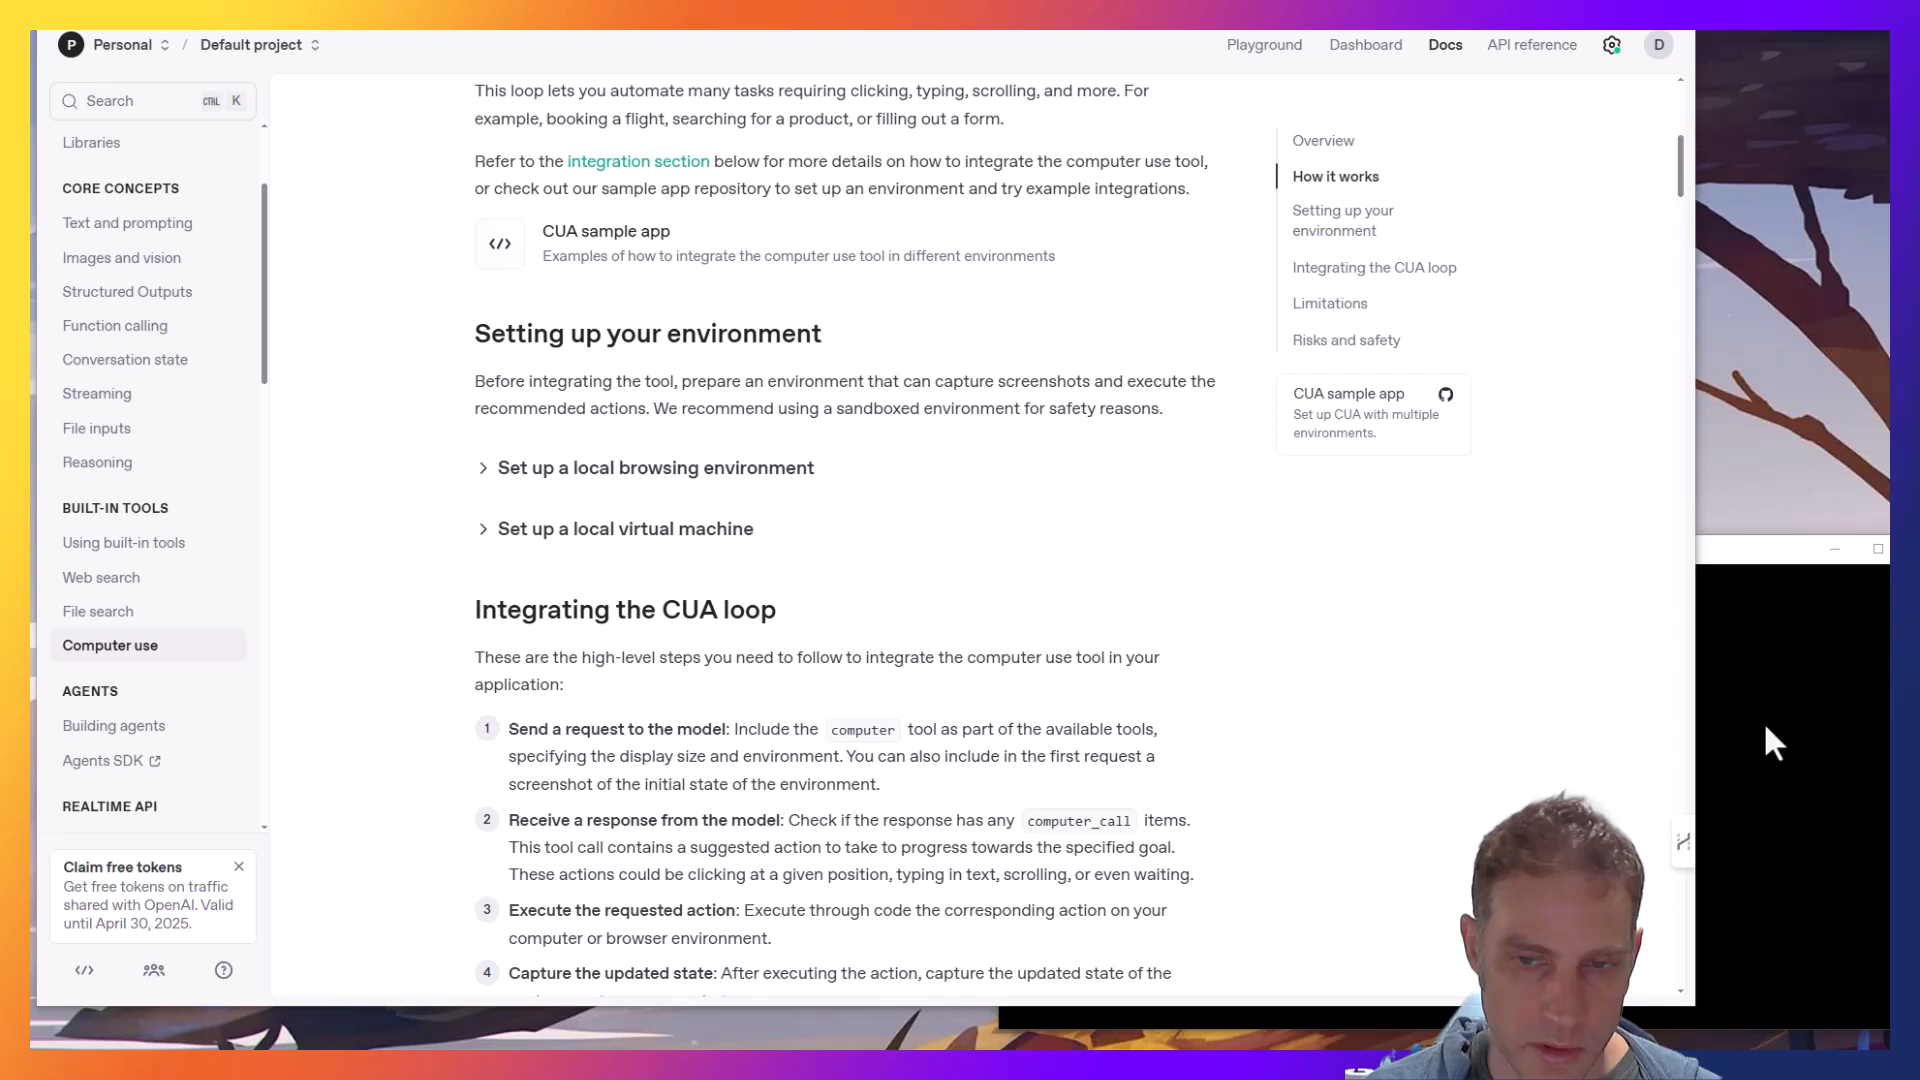 P Personal / Default project
Playground Dashboard Docs API reference D
Search CTRL K
Libraries
CORE CONCEPTS
Text and prompting
Images and vision
Structured Outputs
Function calling
Conversation state
Streaming
File inputs
Reasoning
BUILT-IN TOOLS
Using built-in tools
Web search
File search
Computer use
AGENTS
Building agents
Agents SDK
REALTIME API
Claim free tokens
Get free tokens on traffic
shared with OpenAI. Valid
until April 30, 2025.
This loop lets you automate many tasks requiring clicking, typing, scrolling, and more. For
example, booking a flight, searching for a product, or filling out a form.
Refer to the integration section below for more details on how to integrate the computer use tool,
or check out our sample app repository to set up an environment and try example integrations.
CUA sample app
Examples of how to integrate the computer use tool in different environments
Setting up your environment
Before integrating the tool, prepare an environment that can capture screenshots and execute the
recommended actions. We recommend using a sandboxed environment for safety reasons.
Set up a local browsing environment
Set up a local virtual machine
Integrating the CUA loop
These are the high-level steps you need to follow to integrate the computer use tool in your
application:
1 Send a request to the model: Include the computer tool as part of the available tools,
specifying the display size and environment. You can also include in the first request a
screenshot of the initial state of the environment.
2 Receive a response from the model: Check if the response has any computer_call items.
This tool call contains a suggested action to take to progress towards the specified goal.
These actions could be clicking at a given position, typing in text, scrolling, or even waiting.
3 Execute the requested action: Execute through code the corresponding action on your
computer or browser environment.
4 Capture the updated state: After executing the action, capture the updated state of the
Overview
How it works
Setting up your
environment
Integrating the CUA loop
Limitations
Risks and safety
CUA sample app
Set up CUA with multiple
environments.